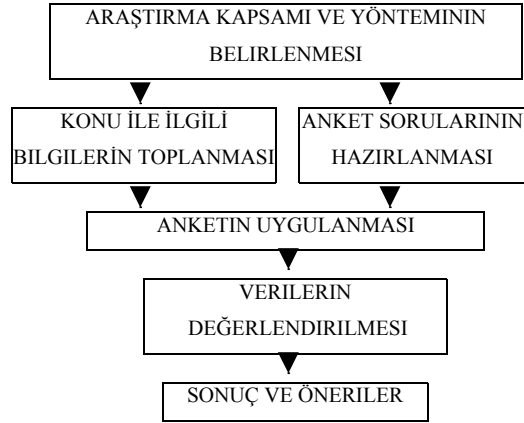 ARAŞTIRMA KAPSAMI VE YÖNTEMININ
BELIRLENMESI
KONU İLE İLGİLİ
BILGILERİN TOPLANMASI
ANKET SORULARININ
HAZIRLANMASI
ANKETIN UYGULANMASI
VERILERIN
DEĞERLENDIRILMESI
SONUÇ VE ÖNERILER